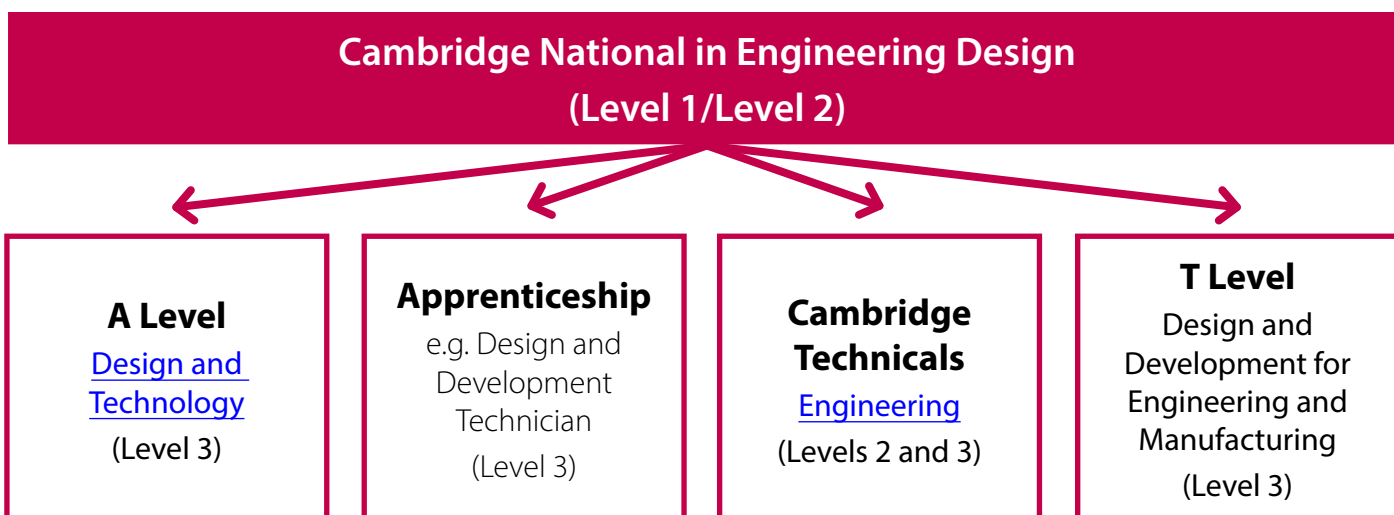 Cambridge National in Engineering Design
(Level 1/Level 2)
A Level
Design and
Technology
(Level 3)
Apprenticeship
e.g. Design and
Development
Technician
(Level 3)
Cambridge
Technicals
Engineering
(Levels 2 and 3)
T Level
Design and
Development for
Engineering and
Manufacturing
(Level 3)